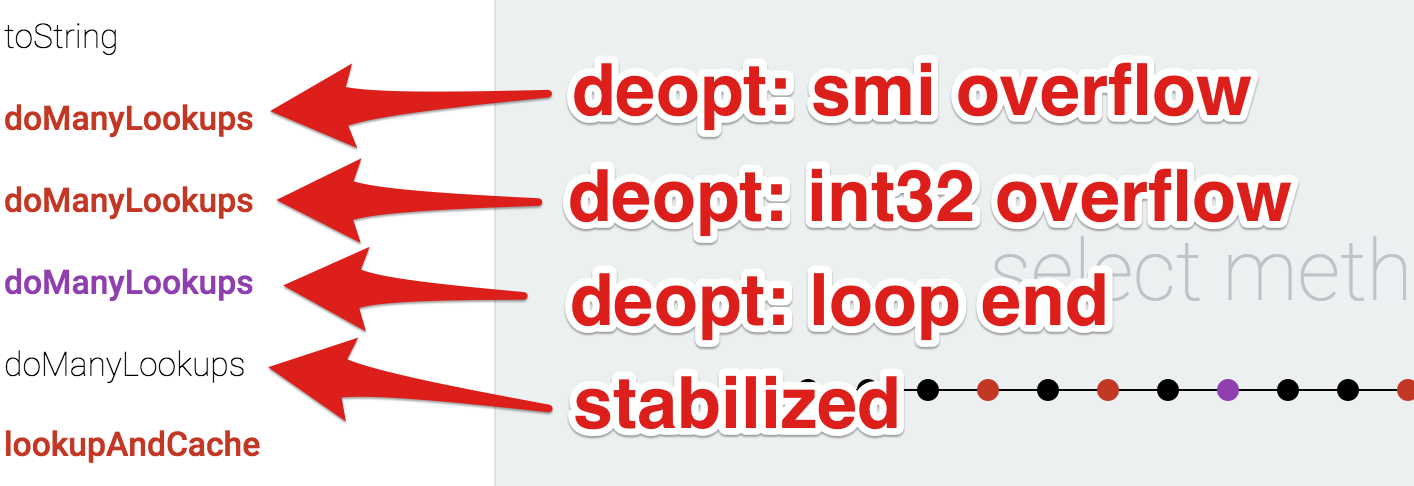 toString
doManyLookups
deopt: smi overflow
doManyLookups
deopt: int32 overflow
select meth
doManyLookups
deopt: loop end
doManyLookups
stabilized
lookupAndCache